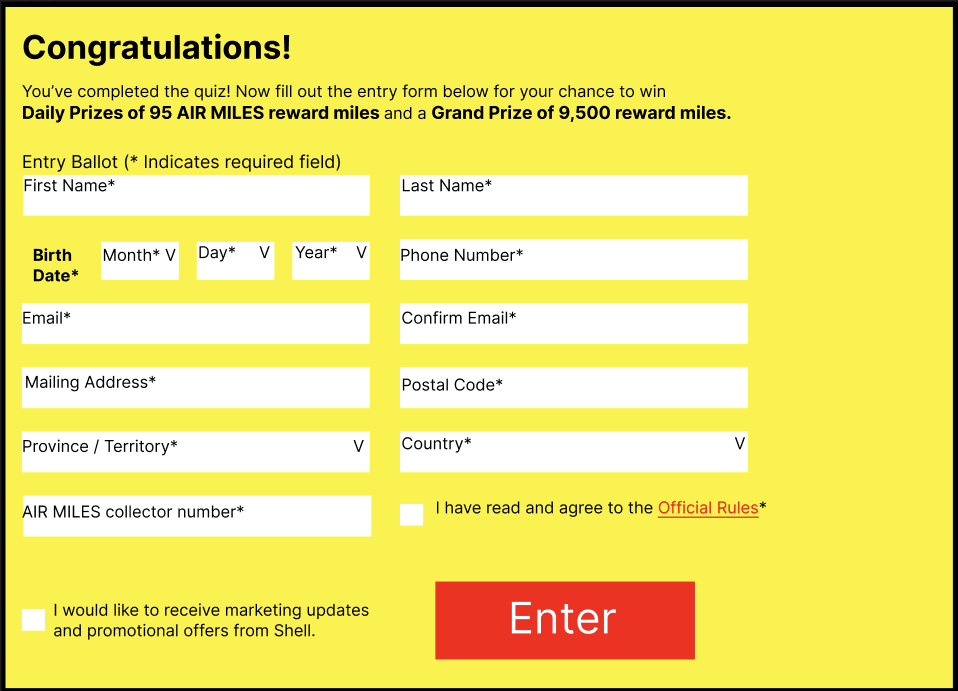 Congratulations!
You’ve completed the quiz! Now fill out the entry form below for your chance to win
Daily Prizes of 95 AIR MILES reward miles and a Grand Prize of 9,500 reward miles.
Entry Ballot (* Indicates required field)
First Name*
Last Name*
Birth
Date*
Month* V
Day* V
Year* V
Phone Number*
Email*
Confirm Email*
Mailing Address*
Postal Code*
Province / Territory* V
Country* V
AIR MILES collector number*
I have read and agree to the Official Rules*
I would like to receive marketing updates
and promotional offers from Shell.
Enter